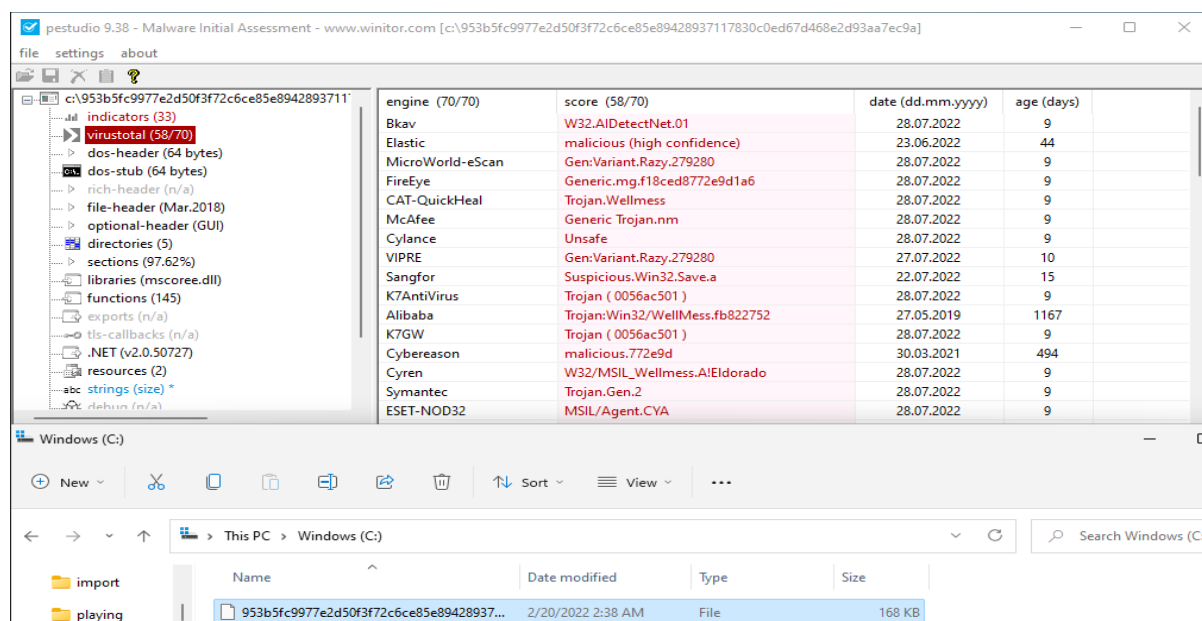 pestudio 9.38 - Malware Initial Assessment - www.winitor.com [c:\953b5fc9977e2d50f3f72c6ce85e89428937117830c0ed67d468e2d93aa7ec9a]
file settings about
c:\953b5fc9977e2d50f3f72c6ce85e8942893711
indicators (33)
virustotal (58/70)
dos-header (64 bytes)
dos-stub (64 bytes)
rich-header (n/a)
file-header (Mar.2018)
optional-header (GUI)
directories (5)
sections (97.62%)
libraries (mscoree.dll)
functions (145)
exports (n/a)
tls-callbacks (n/a)
.NET (v2.0.50727)
resources (2)
abc strings (size) *
debug (n/a)
engine (70/70) score (58/70) date (dd.mm.yyyy) age (days)
Bkav W32.AIDetectNet.01 28.07.2022 9
Elastic malicious (high confidence) 23.06.2022 44
MicroWorld-eScan Gen:Variant.Razy.279280 28.07.2022 9
FireEye Generic.mg.f18ced8772e9d1a6 28.07.2022 9
CAT-QuickHeal Trojan.Wellmess 28.07.2022 9
McAfee Generic Trojan.nm 28.07.2022 9
Cylance Unsafe 28.07.2022 9
VIPRE Gen:Variant.Razy.279280 27.07.2022 10
Sangfor Suspicious.Win32.Save.a 22.07.2022 15
K7AntiVirus Trojan ( 0056ac501 ) 28.07.2022 9
Alibaba Trojan:Win32/WellMess.fb822752 27.05.2019 1167
K7GW Trojan ( 0056ac501 ) 28.07.2022 9
Cybereason malicious.772e9d 30.03.2021 494
Cyren W32/MSIL_Wellmess.A!Eldorado 28.07.2022 9
Symantec Trojan.Gen.2 28.07.2022 9
ESET-NOD32 MSIL/Agent.CYA 28.07.2022 9
Windows (C:)
New Sort View
This PC > Windows (C:) Search Windows (C:
import
playing
Name Date modified Type Size
953b5fc9977e2d50f3f72c6ce85e89428937... 2/20/2022 2:38 AM File 168 KB